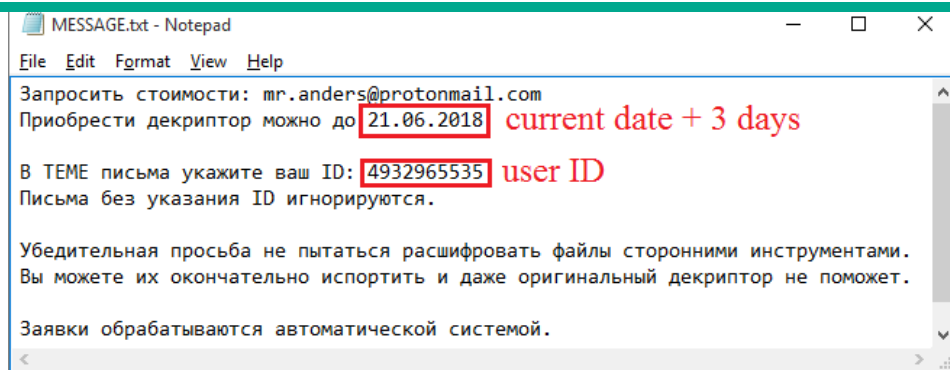 MESSAGE.txt - Notepad
File Edit Format View Help
Запросить стоимости: mr.anders@protonmail.com
Приобрести декриптор можно до 21.06.2018 current date + 3 days
В ТЕМЕ письма укажите ваш ID: 4932965535 user ID
Письма без указания ID игнорируются.
Убедительная просьба не пытаться расшифровать файлы сторонними инструментами.
Вы можете их окончательно испортить и даже оригинальный декриптор не поможет.
Заявки обрабатываются автоматической системой.